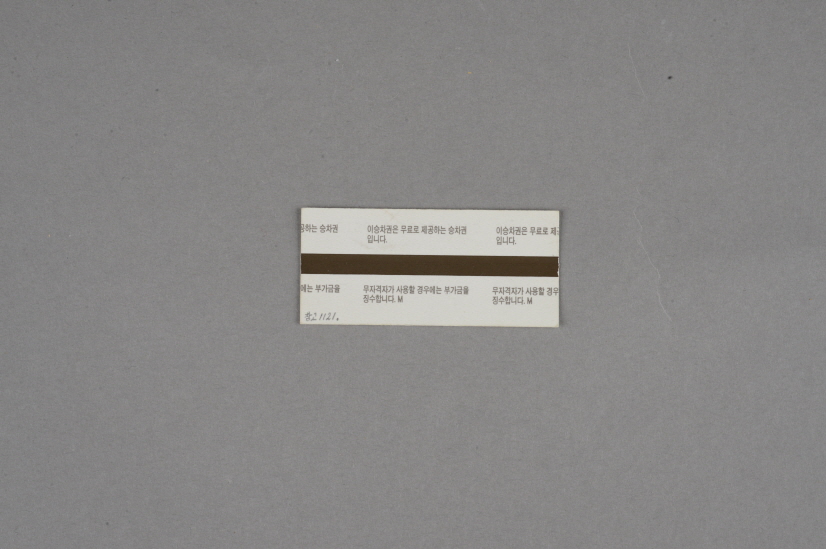 공하는 승차권
이승차권은 무료로 제공하는 승차권
입니다.
이승차권은 무료로 제공
입니다.
에는 부가금을
무자격자가 사용할 경우에는 부가금을
징수합니다. M
무자격자가 사용할 경우
징수합니다. M
21121.